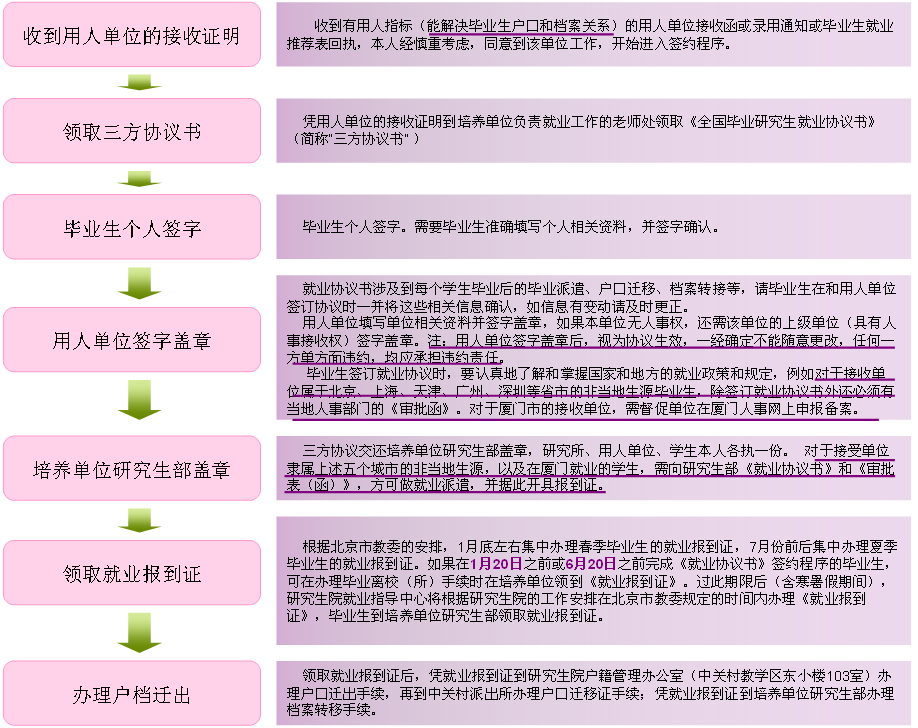 收到用人单位的接收证明
收到有用人指标（能解决毕业生户口和档案关系）的用人单位接收函或录用通知或毕业生就业
推荐表回执，本人经慎重考虑，同意到该单位工作，开始进入签约程序。
领取三方协议书
凭用人单位的接收证明到培养单位负责就业工作的老师处领取《全国毕业研究生就业协议书》
（简称"三方协议书"）
毕业生个人签字
毕业生个人签字。需要毕业生准确填写个人相关资料，并签字确认。
用人单位签字盖章
就业协议书涉及到每个学生毕业后的毕业派遣、户口迁移、档案转接等，请毕业生在和用人单位
签订协议时一并将这些相关信息确认，如信息有变动请及时更正。
用人单位填写单位相关资料并签字盖章，如果本单位无人事权，还需该单位的上级单位（具有人
事接收权）签字盖章。注：用人单位签字盖章后，视为协议生效，一经确定不能随意更改，任何一
方单方面违约，均应承担违约责任。
毕业生签订就业协议时，要认真地了解和掌握国家和地方的就业政策和规定，例如对于接收单
位属于北京、上海、天津、广州、深圳等省市的非当地生源毕业生，除签订就业协议书外还必须有
当地人事部门的《审批函》。对于厦门市的接收单位，需督促单位在厦门人事网上申报备案。
培养单位研究生部盖章
三方协议交还培养单位研究生部盖章，研究所、用人单位、学生本人各执一份。 对于接受单位
隶属上述五个城市的非当地生源，以及在厦门就业的学生，需向研究生部《就业协议书》和《审批
表（函）》，方可做就业派遣，并据此开具报到证。
领取就业报到证
根据北京市教委的安排，1月底左右集中办理春季毕业生的就业报到证，7月份前后集中办理夏季
毕业生的就业报到证。如果在1月20日之前或6月20日之前完成《就业协议书》签约程序的毕业生，
可在办理毕业离校（所）手续时在培养单位领到《就业报到证》。过此期限后（含寒暑假期间），
研究生院就业指导中心将根据研究生院的工作安排在北京市教委规定的时间内办理《就业报到
证》，毕业生到培养单位研究生部领取就业报到证。
办理户档迁出
领取就业报到证后，凭就业报到证到研究生院户籍管理办公室（中关村教学区东小楼103室）办
理户口迁出手续，再到中关村派出所办理户口迁移证手续，凭就业报到证到培养单位研究生部办理
档案转移手续。